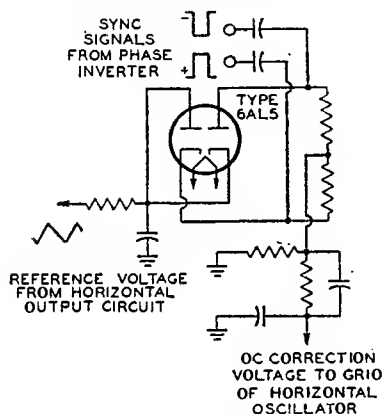 SYNC
SIGNALS
FROM PHASE
INVERTER
−
+
TYPE
6AL5
REFERENCE VOLTAGE
FROM HORIZONTAL
OUTPUT CIRCUIT
OC CORRECTION
VOLTAGE TO GRIO
OF HORIZONTAL
OSCILLATOR